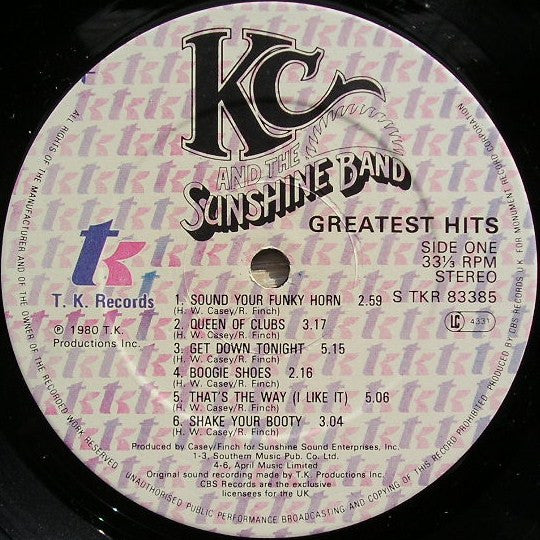 KC
AND THE
SUNSHINE BAND
GREATEST HITS
SIDE ONE
33⅓ RPM
STEREO
S TKR 83385
LC 4331
tk
T. K. Records
℗ 1980 T.K.
Productions Inc.
1. SOUND YOUR FUNKY HORN 2.59
(H. W. Casey/R. Finch)
2. QUEEN OF CLUBS 3.17
(H. W. Casey/R. Finch)
3. GET DOWN TONIGHT 5.15
(H. W. Casey/R. Finch)
4. BOOGIE SHOES 2.16
(H. W. Casey/R. Finch)
5. THAT'S THE WAY (I LIKE IT) 5.06
(H. W. Casey/R. Finch)
6. SHAKE YOUR BOOTY 3.04
(H. W. Casey/R. Finch)
Produced by Casey/Finch for Sunshine Sound Enterprises, Inc.
1-3, Southern Music Pub. Co. Ltd.
4-6, April Music Limited
Original sound recording made by T.K. Productions Inc.
CBS Records are the exclusive
licensees for the UK.
ALL RIGHTS OF THE MANUFACTURER AND OF THE OWNER OF THE RECORDED WORK RESERVED. UNAUTHORISED PUBLIC PERFORMANCE BROADCASTING AND COPYING OF THIS RECORD PROHIBITED. PRODUCED BY CBS RECORDS U.K. FOR MONUMENT RECORD CORPORATION